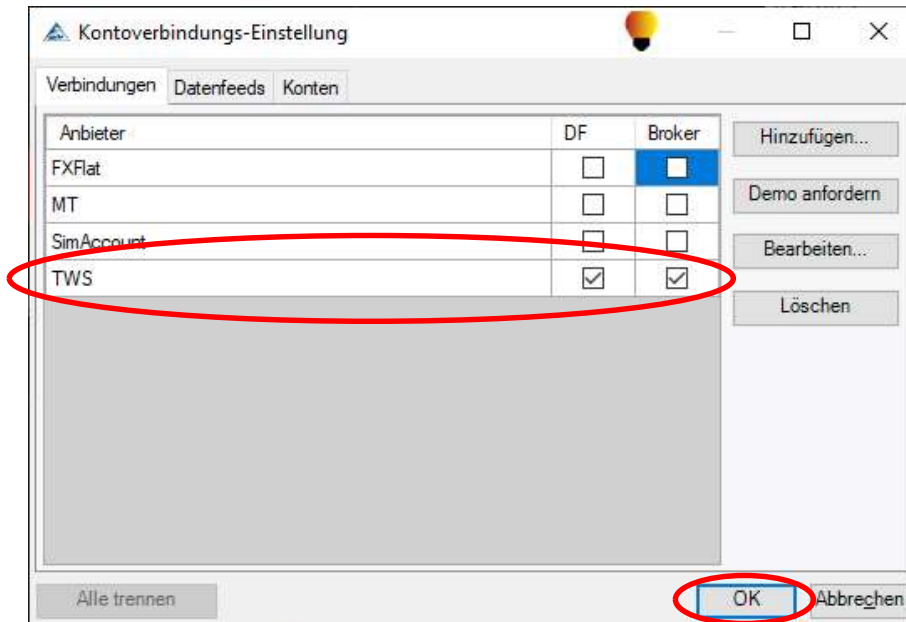 Kontoverbindungs-Einstellung
Verbindungen Datenfeeds Konten
Anbieter DF Broker
Hinzufügen...
FXFlat
Demo anfordern
MT
SimAccount
Bearbeiten...
TWS
Löschen
Alle trennen OK Abbrechen